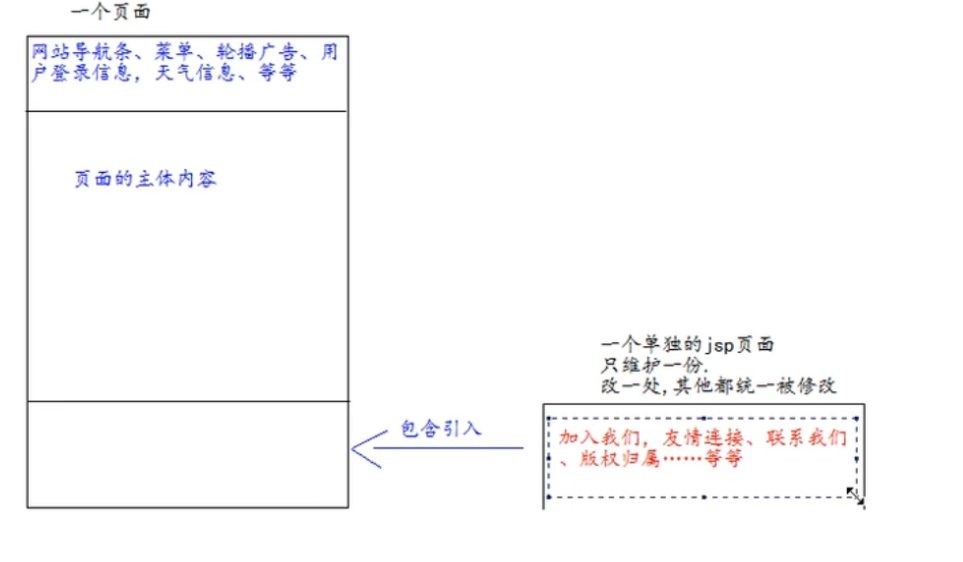 一个页面
网站导航条、菜单、轮播广告、用
户登录信息，天气信息、等等
页面的主体内容
一个单独的jsp页面
只维护一份.
改一处,其他都统一被修改
包含引入
加入我们，友情连接、联系我们
、版权归属……等等